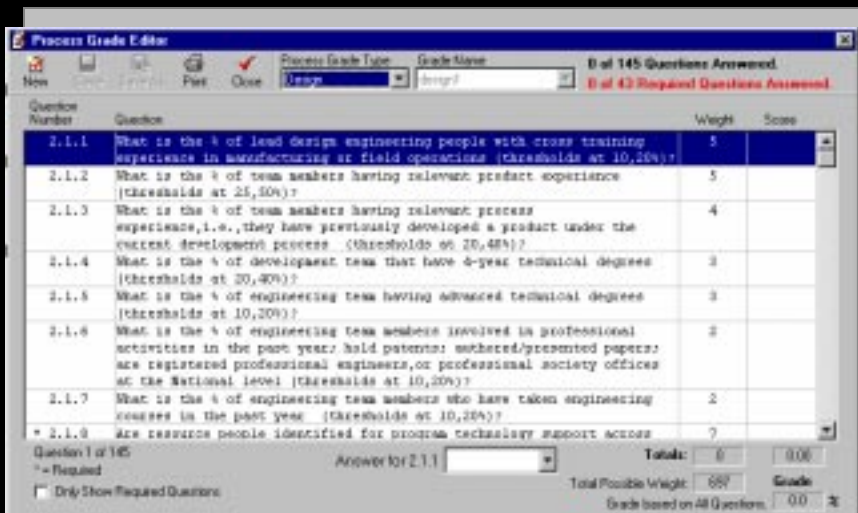 Process Grade Editor
Process Grade Type Grade Name 0 of 145 Questions Answered.
New Print Close Design design1 0 of 43 Required Questions Answered.
Question
Number Question Weight Score
2.1.1 What is the % of lead design engineering people with cross training 5
experience in manufacturing or field operations (thresholds at 10,20%)?
2.1.2 What is the % of team members having relevant product experience 5
(thresholds at 25,50%)?
2.1.3 What is the % of team members having relevant process 4
experience,i.e.,they have previously developed a product under the
current development process (thresholds at 20,40%)?
2.1.4 What is the % of development team that have 4-year technical degrees 3
(thresholds at 20,40%)?
2.1.5 What is the % of engineering team having advanced technical degrees 3
(thresholds at 10,20%)?
2.1.6 What is the % of engineering team members involved in professional 2
activities in the past year; hold patents; authored/presented papers;
are registered professional engineers,or professional society offices
at the National level (thresholds at 10,20%)?
2.1.7 What is the % of engineering team members who have taken engineering 2
courses in the past year (thresholds at 10,20%)?
* 2.1.8 Are resource people identified for program technology support across 7
Question 1 of 145 Answer for 2.1.1 Totals: 0 0.00
* = Required
Only Show Required Questions Total Possible Weight: 697 Grade
Grade based on All Questions. 0.0 %